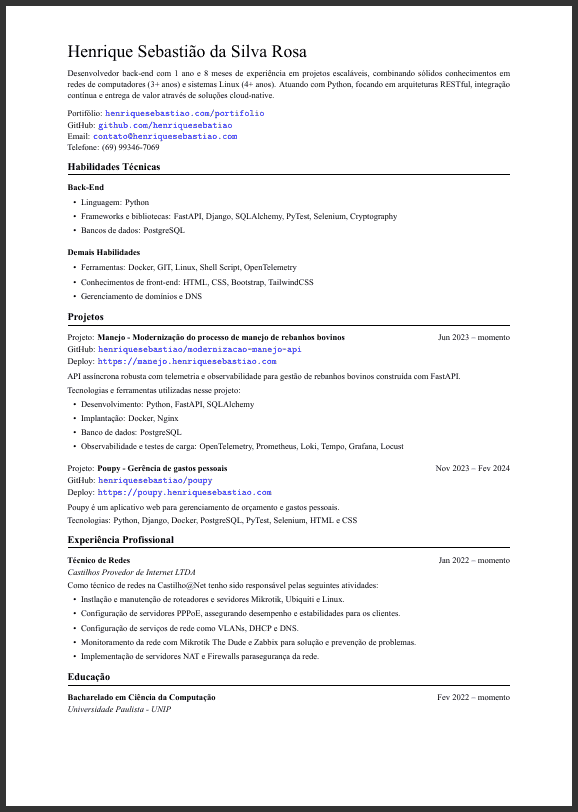 Henrique Sebastião da Silva Rosa
Desenvolvedor back-end com 1 ano e 8 meses de experiência em projetos escaláveis, combinando sólidos conhecimentos em
redes de computadores (3+ anos) e sistemas Linux (4+ anos). Atuando com Python, focando em arquiteturas RESTful, integração
contínua e entrega de valor através de soluções cloud-native.
Portifólio: henriquesebastiao.com/portifolio
GitHub: github.com/henriquesebatiao
Email: contato@henriquesebastiao.com
Telefone: (69) 99346-7069
Habilidades Técnicas
Back-End
• Linguagem: Python
• Frameworks e bibliotecas: FastAPI, Django, SQLAlchemy, PyTest, Selenium, Cryptography
• Bancos de dados: PostgreSQL
Demais Habilidades
• Ferramentas: Docker, GIT, Linux, Shell Script, OpenTelemetry
• Conhecimentos de front-end: HTML, CSS, Bootstrap, TailwindCSS
• Gerenciamento de domínios e DNS
Projetos
Projeto: Manejo - Modernização do processo de manejo de rebanhos bovinos Jun 2023 – momento
GitHub: henriquesebastiao/modernizacao-manejo-api
Deploy: https://manejo.henriquesebastiao.com
API assíncrona robusta com telemetria e observabilidade para gestão de rebanhos bovinos construída com FastAPI.
Tecnologias e ferramentas utilizadas nesse projeto:
• Desenvolvimento: Python, FastAPI, SQLAlchemy
• Implantação: Docker, Nginx
• Banco de dados: PostgreSQL
• Observabilidade e testes de carga: OpenTelemetry, Prometheus, Loki, Tempo, Grafana, Locust
Projeto: Poupy - Gerência de gastos pessoais Nov 2023 – Fev 2024
GitHub: henriquesebastiao/poupy
Deploy: https://poupy.henriquesebastiao.com
Poupy é um aplicativo web para gerenciamento de orçamento e gastos pessoais.
Tecnologias: Python, Django, Docker, PostgreSQL, PyTest, Selenium, HTML e CSS
Experiência Profissional
Técnico de Redes Jan 2022 – momento
Castilhos Provedor de Internet LTDA
Como técnico de redes na Castilho@Net tenho sido responsável pelas seguintes atividades:
• Instlação e manutenção de roteadores e sevidores Mikrotik, Ubiquiti e Linux.
• Configuração de servidores PPPoE, assegurando desempenho e estabilidades para os clientes.
• Configuração de serviços de rede como VLANs, DHCP e DNS.
• Monitoramento da rede com Mikrotik The Dude e Zabbix para solução e prevenção de problemas.
• Implementação de servidores NAT e Firewalls parasegurança da rede.
Educação
Bacharelado em Ciência da Computação Fev 2022 – momento
Universidade Paulista - UNIP